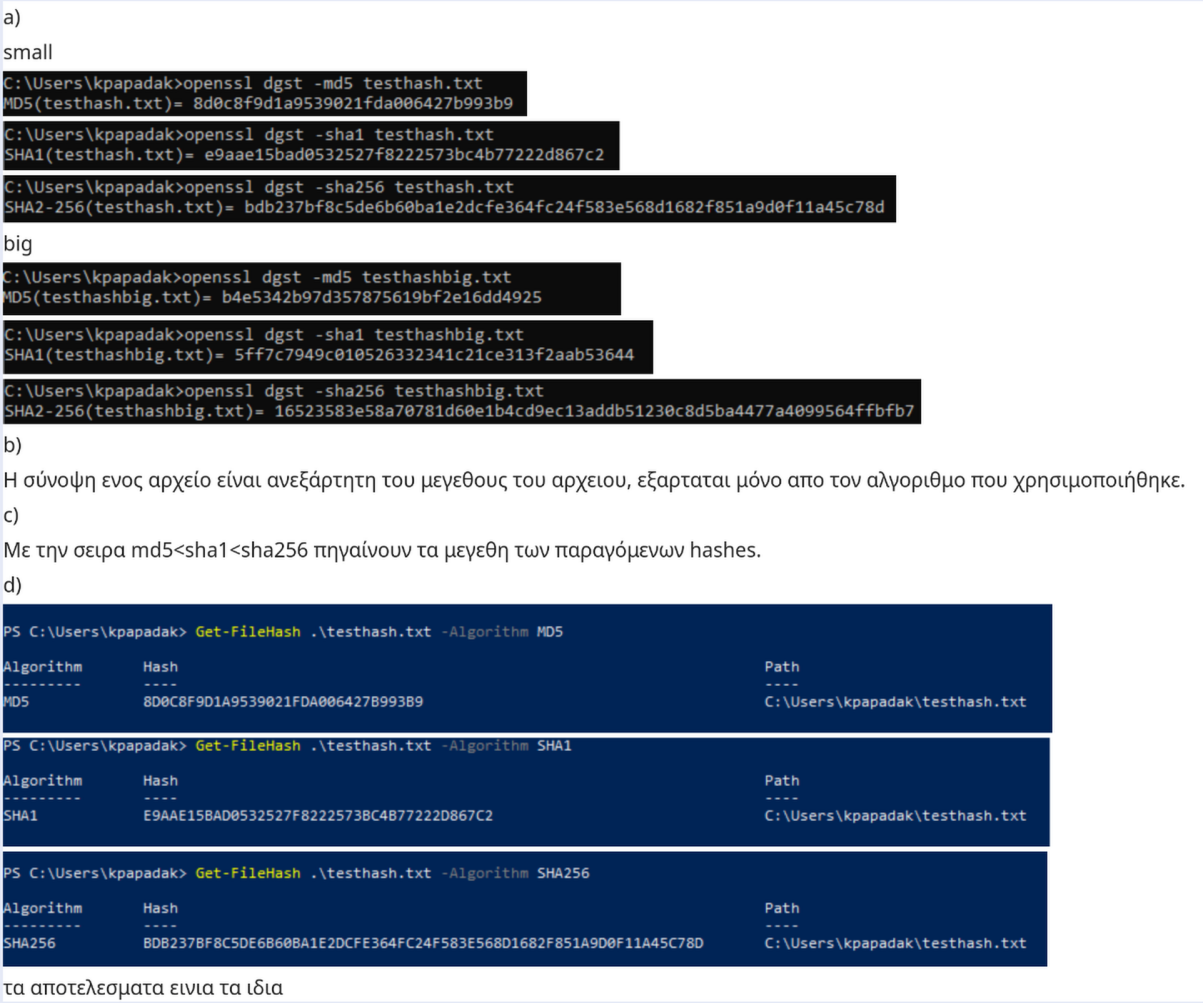 a)
small
C:\Users\kpapadak>openssl dgst -md5 testhash.txt
MD5(testhash.txt)= 8d0c8f9d1a9539021fda006427b993b9
C:\Users\kpapadak>openssl dgst -sha1 testhash.txt
SHA1(testhash.txt)= e9aae15bad0532527f8222573bc4b77222d867c2
C:\Users\kpapadak>openssl dgst -sha256 testhash.txt
SHA2-256(testhash.txt)= bdb237bf8c5de6b60ba1e2dcfe364fc24f583e568d1682f851a9d0f11a45c78d
big
C:\Users\kpapadak>openssl dgst -md5 testhashbig.txt
MD5(testhashbig.txt)= b4e5342b97d357875619bf2e16dd4925
C:\Users\kpapadak>openssl dgst -sha1 testhashbig.txt
SHA1(testhashbig.txt)= 5ff7c7949c010526332341c21ce313f2aab53644
C:\Users\kpapadak>openssl dgst -sha256 testhashbig.txt
SHA2-256(testhashbig.txt)= 16523583e58a70781d60e1b4cd9ec13addb51230c8d5ba4477a4099564ffbfb7
b)
Η σύνοψη ενος αρχείο είναι ανεξάρτητη του μεγεθους του αρχειου, εξαρταται μόνο απο τον αλγοριθμο που χρησιμοποιήθηκε.
c)
Με την σειρα md5<sha1<sha256 πηγαίνουν τα μεγεθη των παραγόμενων hashes.
d)
PS C:\Users\kpapadak> Get-FileHash .\testhash.txt -Algorithm MD5
Algorithm Hash Path
--------- ---- ----
MD5 8D0C8F9D1A9539021FDA006427B993B9 C:\Users\kpapadak\testhash.txt
PS C:\Users\kpapadak> Get-FileHash .\testhash.txt -Algorithm SHA1
Algorithm Hash Path
--------- ---- ----
SHA1 E9AAE15BAD0532527F8222573BC4B77222D867C2 C:\Users\kpapadak\testhash.txt
PS C:\Users\kpapadak> Get-FileHash .\testhash.txt -Algorithm SHA256
Algorithm Hash Path
--------- ---- ----
SHA256 BDB237BF8C5DE6B60BA1E2DCFE364FC24F583E568D1682F851A9D0F11A45C78D C:\Users\kpapadak\testhash.txt
τα αποτελεσματα εινια τα ιδια